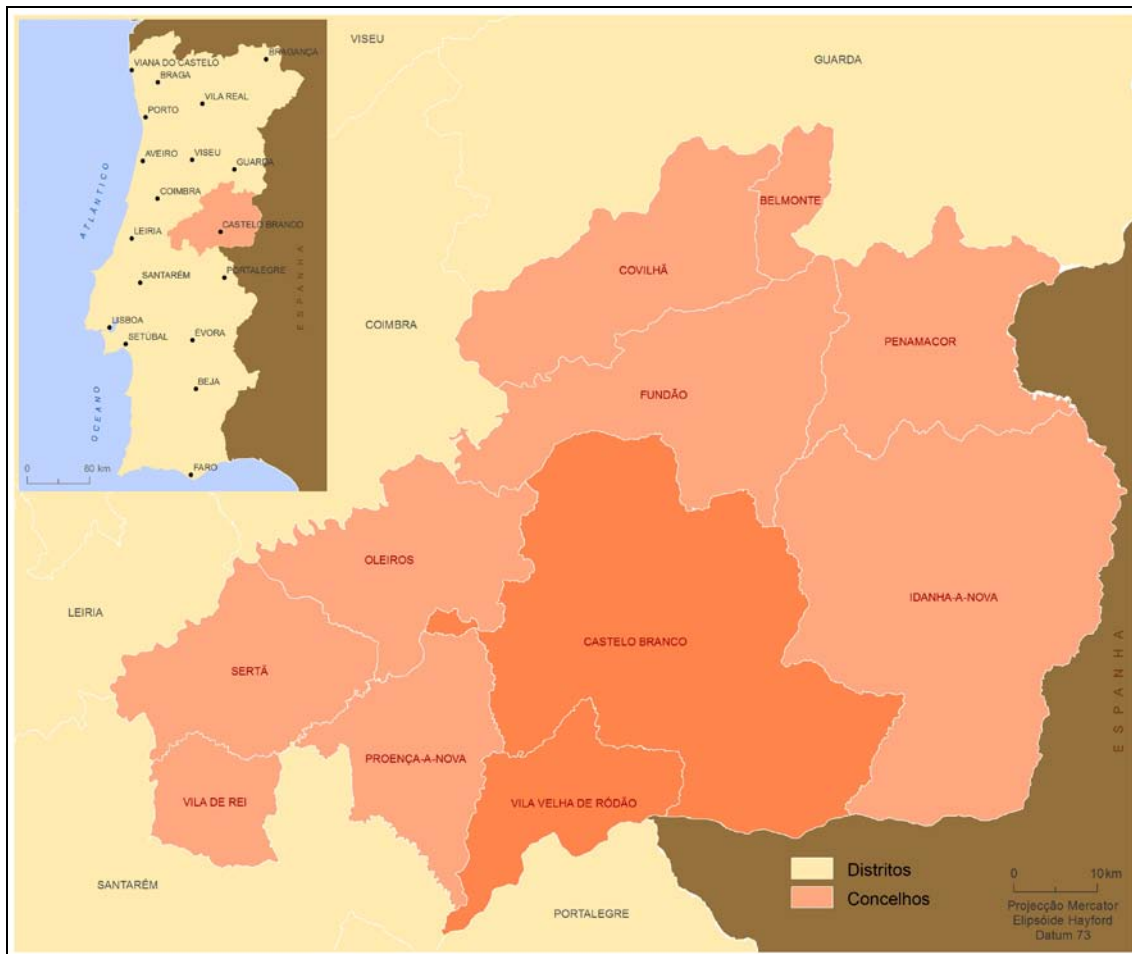 VIANA DO CASTELO
BRAGANÇA
BRAGA
VILA REAL
PORTO
AVEIRO
VISEU
GUARDA
COIMBRA
CASTELO BRANCO
LEIRIA
SANTARÉM
PORTALEGRE
LISBOA
SETÚBAL
ÉVORA
BEJA
FARO
ATLÂNTICO
OCEANO
ESPANHA
0 80 km
VISEU
GUARDA
BELMONTE
COVILHÃ
COIMBRA
PENAMACOR
FUNDÃO
OLEIROS
LEIRIA
IDANHA-A-NOVA
CASTELO BRANCO
SERTÃ
ESPANHA
PROENÇA-A-NOVA
VILA DE REI
VILA VELHA DE RÓDÃO
SANTARÉM
PORTALEGRE
Distritos
Concelhos
0 10 km
Projecção Mercator
Elipsóide Hayford
Datum 73